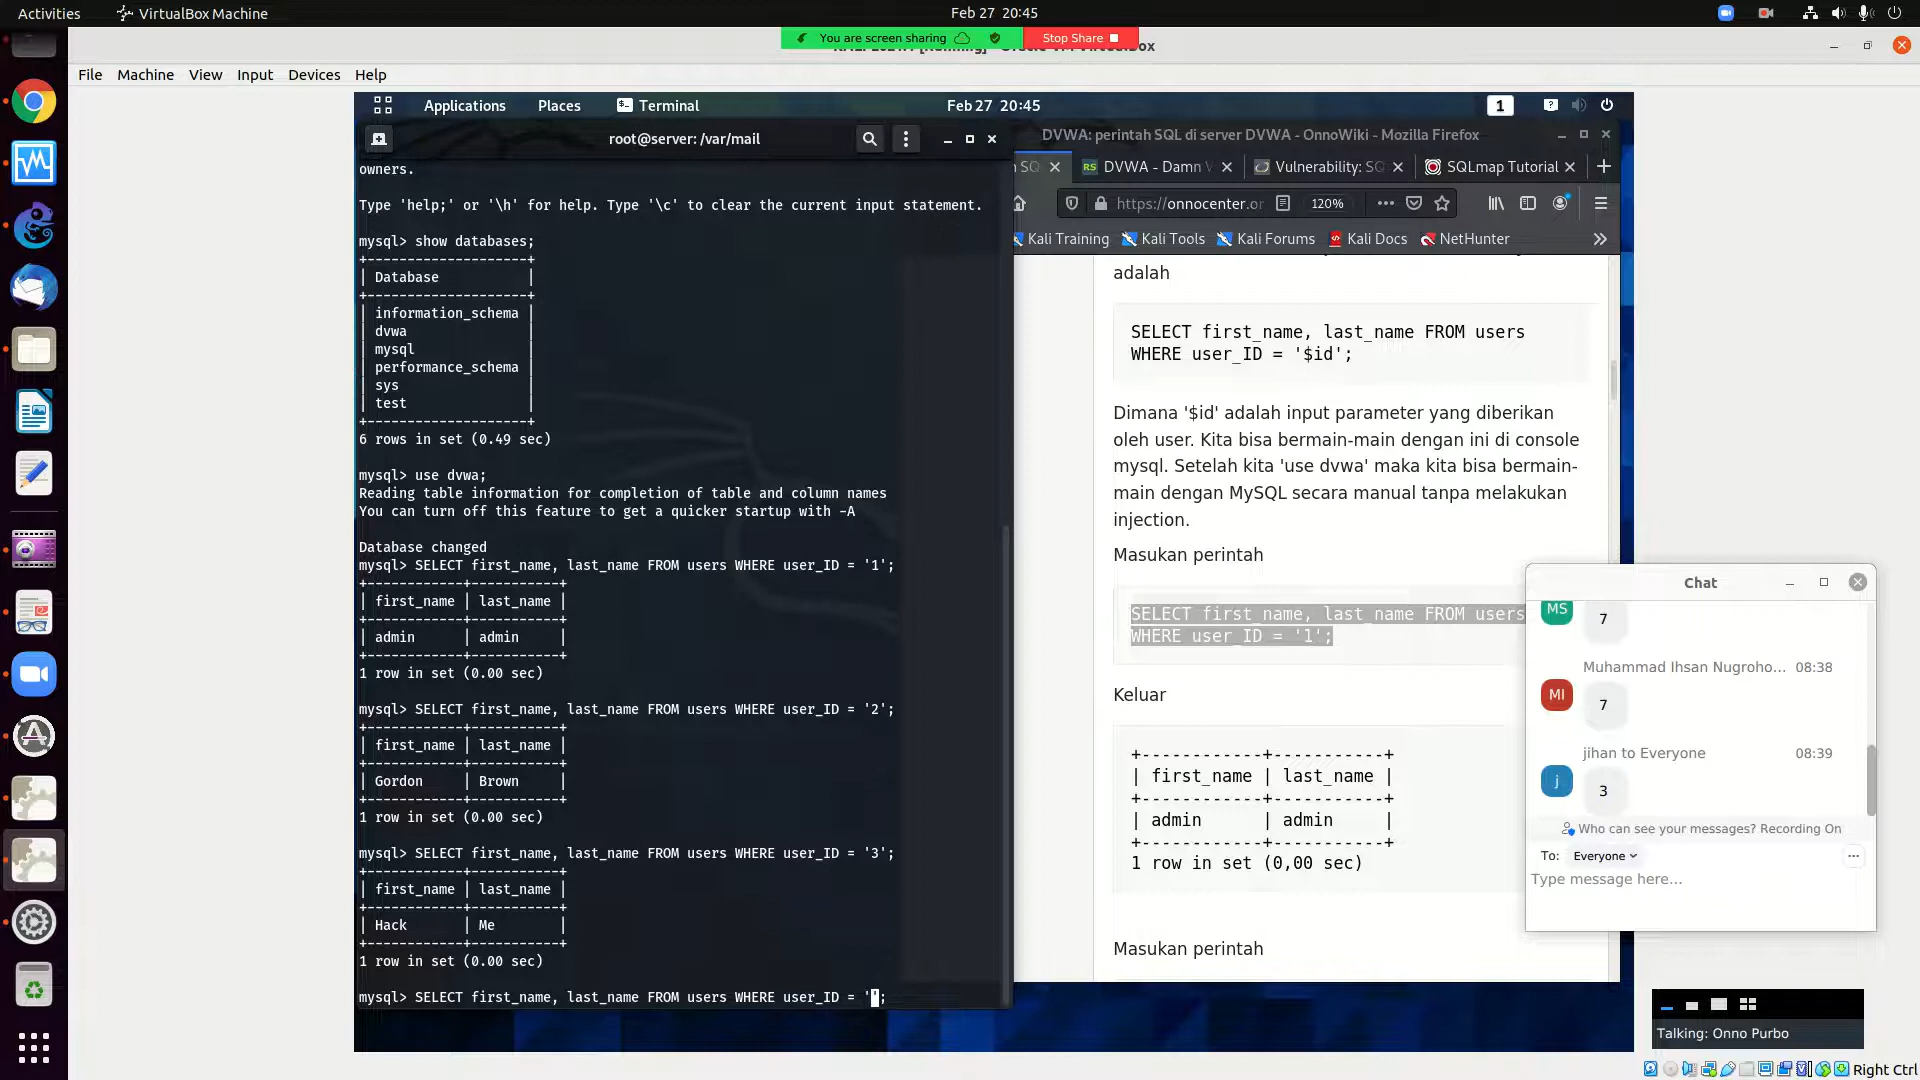 Activities
VirtualBox Machine
Feb 27 20:45
You are screen sharing
Stop Share
File Machine View Input Devices Help
Applications Places Terminal
Feb 27 20:45
1
root@server: /var/mail
owners.
Type 'help;' or '\h' for help. Type '\c' to clear the current input statement.
mysql> show databases;
+--------------------+
| Database           |
+--------------------+
| information_schema |
| dvwa               |
| mysql              |
| performance_schema |
| sys                |
| test               |
+--------------------+
6 rows in set (0.49 sec)
mysql> use dvwa;
Reading table information for completion of table and column names
You can turn off this feature to get a quicker startup with -A
Database changed
mysql> SELECT first_name, last_name FROM users WHERE user_ID = '1';
+------------+-----------+
| first_name | last_name |
+------------+-----------+
| admin      | admin     |
+------------+-----------+
1 row in set (0.00 sec)
mysql> SELECT first_name, last_name FROM users WHERE user_ID = '2';
+------------+-----------+
| first_name | last_name |
+------------+-----------+
| Gordon     | Brown     |
+------------+-----------+
1 row in set (0.00 sec)
mysql> SELECT first_name, last_name FROM users WHERE user_ID = '3';
+------------+-----------+
| first_name | last_name |
+------------+-----------+
| Hack       | Me        |
+------------+-----------+
1 row in set (0.00 sec)
mysql> SELECT first_name, last_name FROM users WHERE user_ID = '';
DVWA: perintah SQL di server DVWA - OnnoWiki - Mozilla Firefox
SQ DVWA - Damn V Vulnerability: SQ SQLmap Tutorial
https://onnocenter.or 120%
Kali Training Kali Tools Kali Forums Kali Docs NetHunter
adalah
SELECT first_name, last_name FROM users
WHERE user_ID = '$id';
Dimana '$id' adalah input parameter yang diberikan
oleh user. Kita bisa bermain-main dengan ini di console
mysql. Setelah kita 'use dvwa' maka kita bisa bermain-
main dengan MySQL secara manual tanpa melakukan
injection.
Masukan perintah
SELECT first_name, last_name FROM users
WHERE user_ID = '1';
Keluar
+------------+-----------+
| first_name | last_name |
+------------+-----------+
| admin      | admin     |
+------------+-----------+
1 row in set (0,00 sec)
Masukan perintah
Chat
MS
7
Muhammad Ihsan Nugroho... 08:38
MI
7
jihan to Everyone 08:39
j
3
Who can see your messages? Recording On
To: Everyone
Type message here...
Talking: Onno Purbo
Right Ctrl